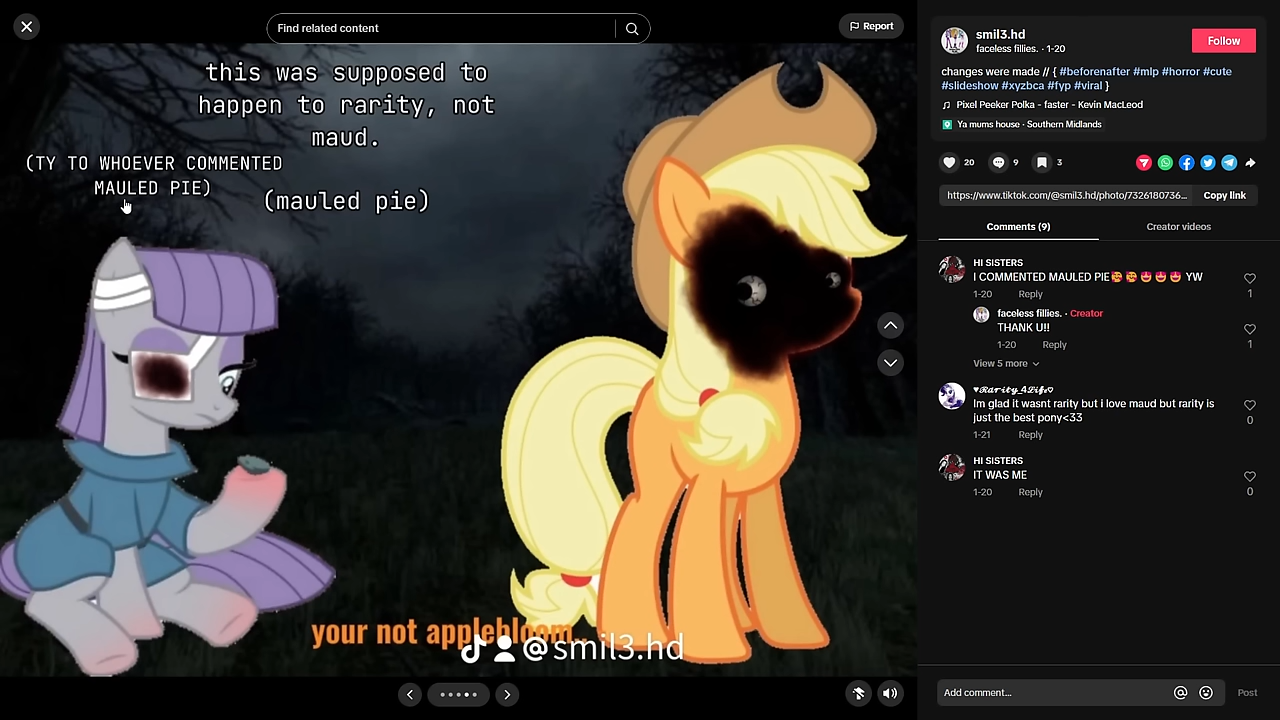 Find related content
Report
this was supposed to
happen to rarity, not
maud.
(TY TO WHOEVER COMMENTED
MAULED PIE)
(mauled pie)
your not applebloom..
@smil3.hd
smil3.hd
faceless fillies. · 1-20
Follow
changes were made // { #beforenafter #mlp #horror #cute
#slideshow #xyzbca #fyp #viral }
Pixel Peeker Polka - faster - Kevin MacLeod
Ya mums house · Southern Midlands
20
9
3
https://www.tiktok.com/@smil3.hd/photo/7326180736...
Copy link
Comments (9)
Creator videos
HI SISTERS
I COMMENTED MAULED PIE🥰🥰😍😍😍 YW
1-20 Reply
1
faceless fillies. · Creator
THANK U!!
1-20 Reply
1
View 5 more
♥𝓡𝓪𝓻𝓲𝓽𝔂_4𝓛𝓲𝓯𝓮♡
Im glad it wasnt rarity but i love maud but rarity is
just the best pony<33
1-21 Reply
0
HI SISTERS
IT WAS ME
1-20 Reply
0
Add comment...
Post